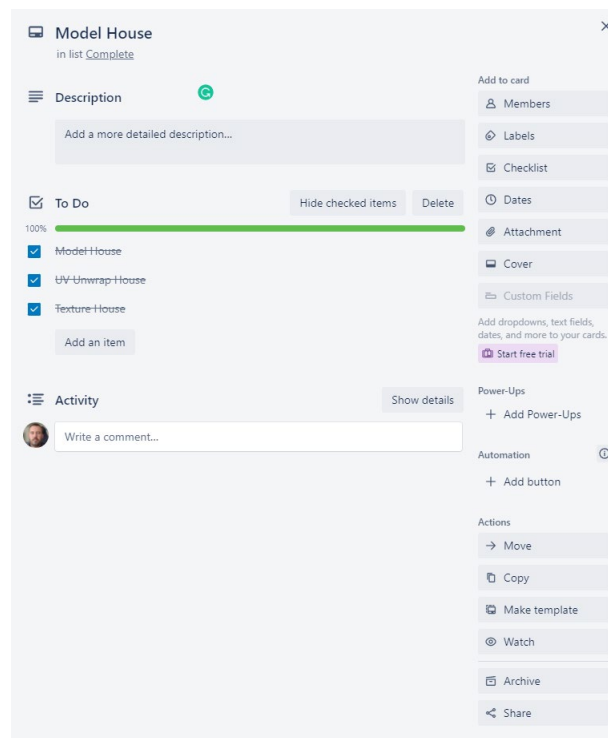 Model House
in list Complete
Description
Add a more detailed description...
To Do
Hide checked items
Delete
100%
Model House
UV Unwrap House
Texture House
Add an item
Activity
Show details
Write a comment...
Add to card
Members
Labels
Checklist
Dates
Attachment
Cover
Custom Fields
Add dropdowns, text fields,
dates, and more to your cards.
Start free trial
Power-Ups
+ Add Power-Ups
Automation
+ Add button
Actions
Move
Copy
Make template
Watch
Archive
Share